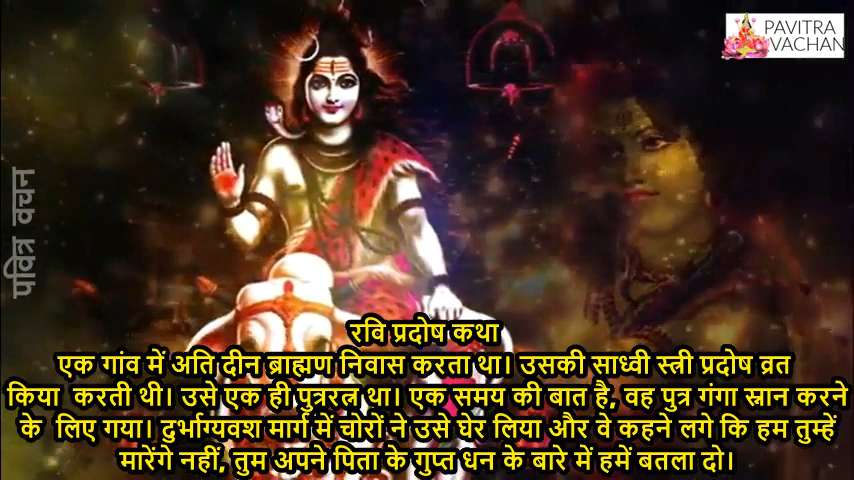 PAVITRA
VACHAN
पवित्र वचन
रवि प्रदोष कथा
एक गांव में अति दीन ब्राह्मण निवास करता था। उसकी साध्वी स्त्री प्रदोष व्रत
किया करती थी। उसे एक ही पुत्ररत्न था। एक समय की बात है, वह पुत्र गंगा स्नान करने
के लिए गया। दुर्भाग्यवश मार्ग में चोरों ने उसे घेर लिया और वे कहने लगे कि हम तुम्हें
मारेंगे नहीं, तुम अपने पिता के गुप्त धन के बारे में हमें बतला दो।